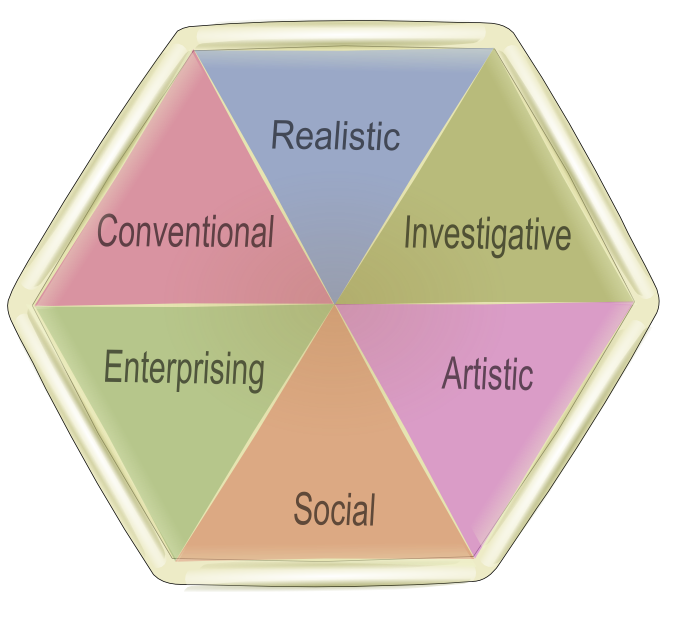 Realistic
Conventional
Investigative
Enterprising
Artistic
Social